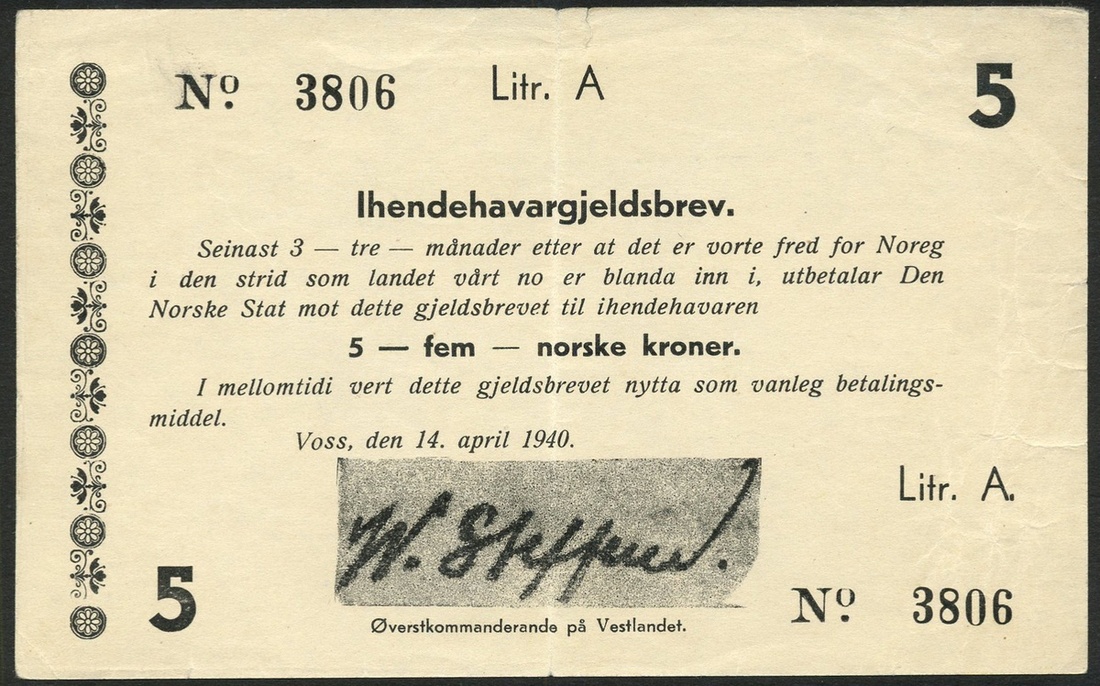 Nº 3806 Litr. A 5
Ihendehavargjeldsbrev.
Seinast 3 — tre — månader etter at det er vorte fred for Noreg
i den strid som landet vårt no er blanda inn i, utbetalar Den
Norske Stat mot dette gjeldsbrevet til ihendehavaren
5 — fem — norske kroner.
I mellomtidi vert dette gjeldsbrevet nytta som vanleg betalings-
middel.
Voss, den 14. april 1940.
Litr. A.
W. Steffens.
5 Nº 3806
Øverstkommanderande på Vestlandet.